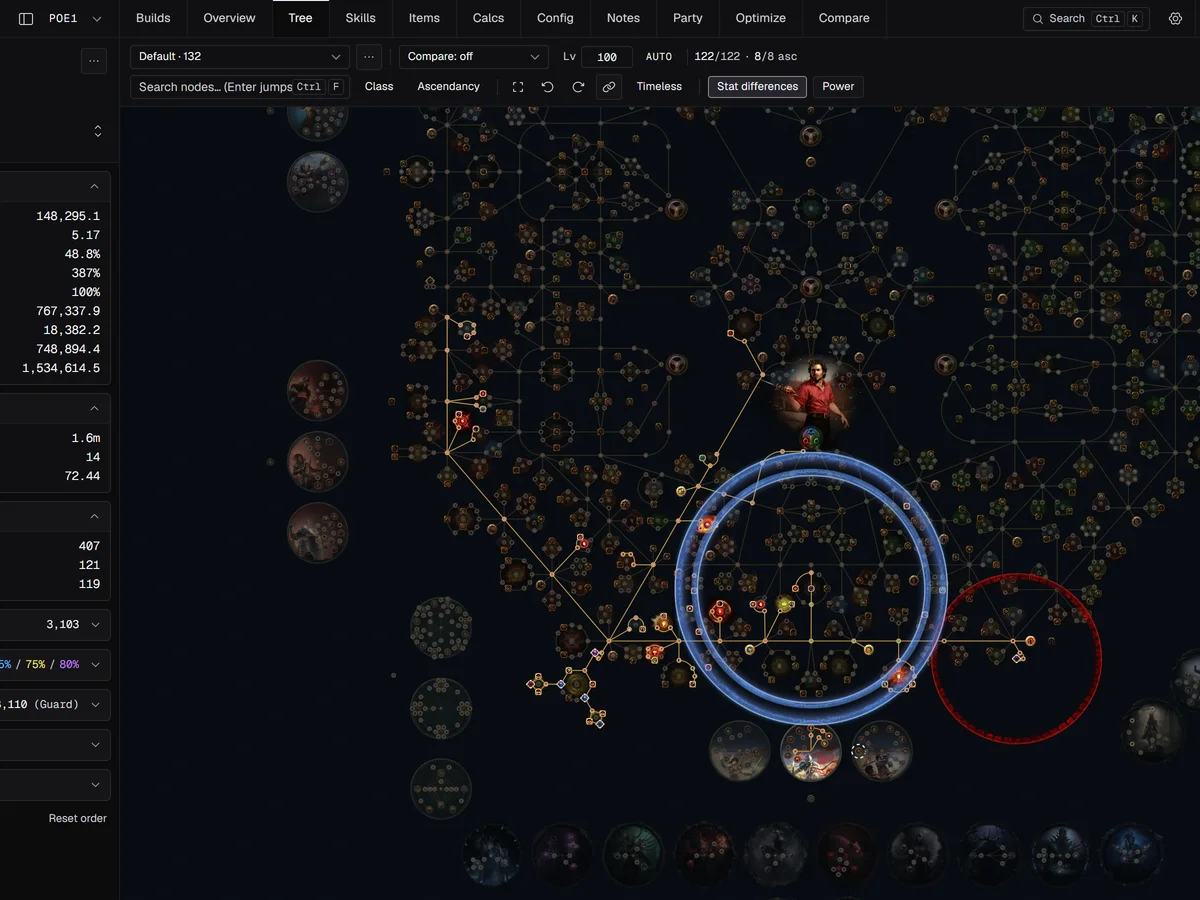 POE1
Builds
Overview
Tree
Skills
Items
Calcs
Config
Notes
Party
Optimize
Compare
Search Ctrl K
Default · 132
Compare: off
Lv 100 AUTO 122/122 · 8/8 asc
Search nodes... (Enter jumps Ctrl F
Class
Ascendancy
Timeless
Stat differences
Power
148,295.1
5.17
48.8%
387%
100%
767,337.9
18,382.2
748,894.4
1,534,614.5
1.6m
14
72.44
407
121
119
3,103
5% / 75% / 80%
,110 (Guard)
Reset order